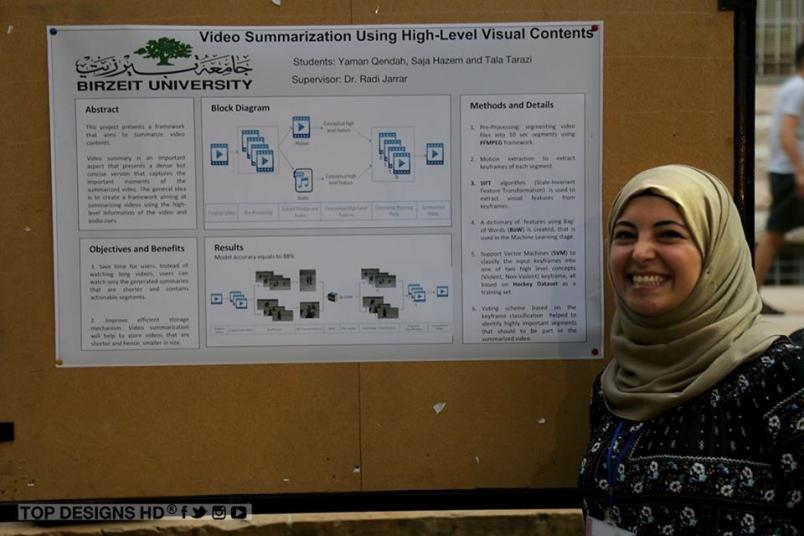 Video Summarization Using High-Level Visual Contents
جامعة بيرزيت
BIRZEIT UNIVERSITY
Students: Yaman Qendah, Saja Hazem and Tala Tarazi
Supervisor: Dr. Radi Jarrar
Abstract
This project presents a framework
that aims to summarize video
contents.
Video summary is an important
aspect that presents a dense but
concise version that captures the
important moments of the
summarized video. The general idea
is to create a framework aiming at
summarizing videos using the high-
level information of the video and
audio cues.
Objectives and Benefits
1. Save time for users. Instead of
watching long videos, users can
watch only the generated summaries
that are shorter and contains
actionable segments.
2. Improve efficient storage
mechanism. Video summarization
will help to store videos that are
shorter and hence, smaller in size.
Block Diagram
Motion
Conceptual high
level feature
Audio
Conceptual high
level feature
Pre-Processing
Results
Model accuracy equals to 88%
Methods and Details
1. Pre-Processing: segmenting video
files into 10 sec segments using
FFMPEG framework.
2. Motion extraction to extract
keyframes of each segment.
3. SIFT algorithm (Scale-Invariant
Feature Transformation) is used to
extract visual features from
keyframes.
4. A dictionary of features using Bag-
of-Words (BoW) is created, that is
used in the Machine Learning stage.
5. Support Vector Machines (SVM) to
classify the input keyframes into
one of two high level concepts
(Violent, Non-Violent) keyframe, all
based on Hockey Dataset as a
training set.
6. Voting scheme based on the
keyframe classification helped to
identify highly important segments
that should to be part in the
summarized video.
TOP DESIGNS HD®